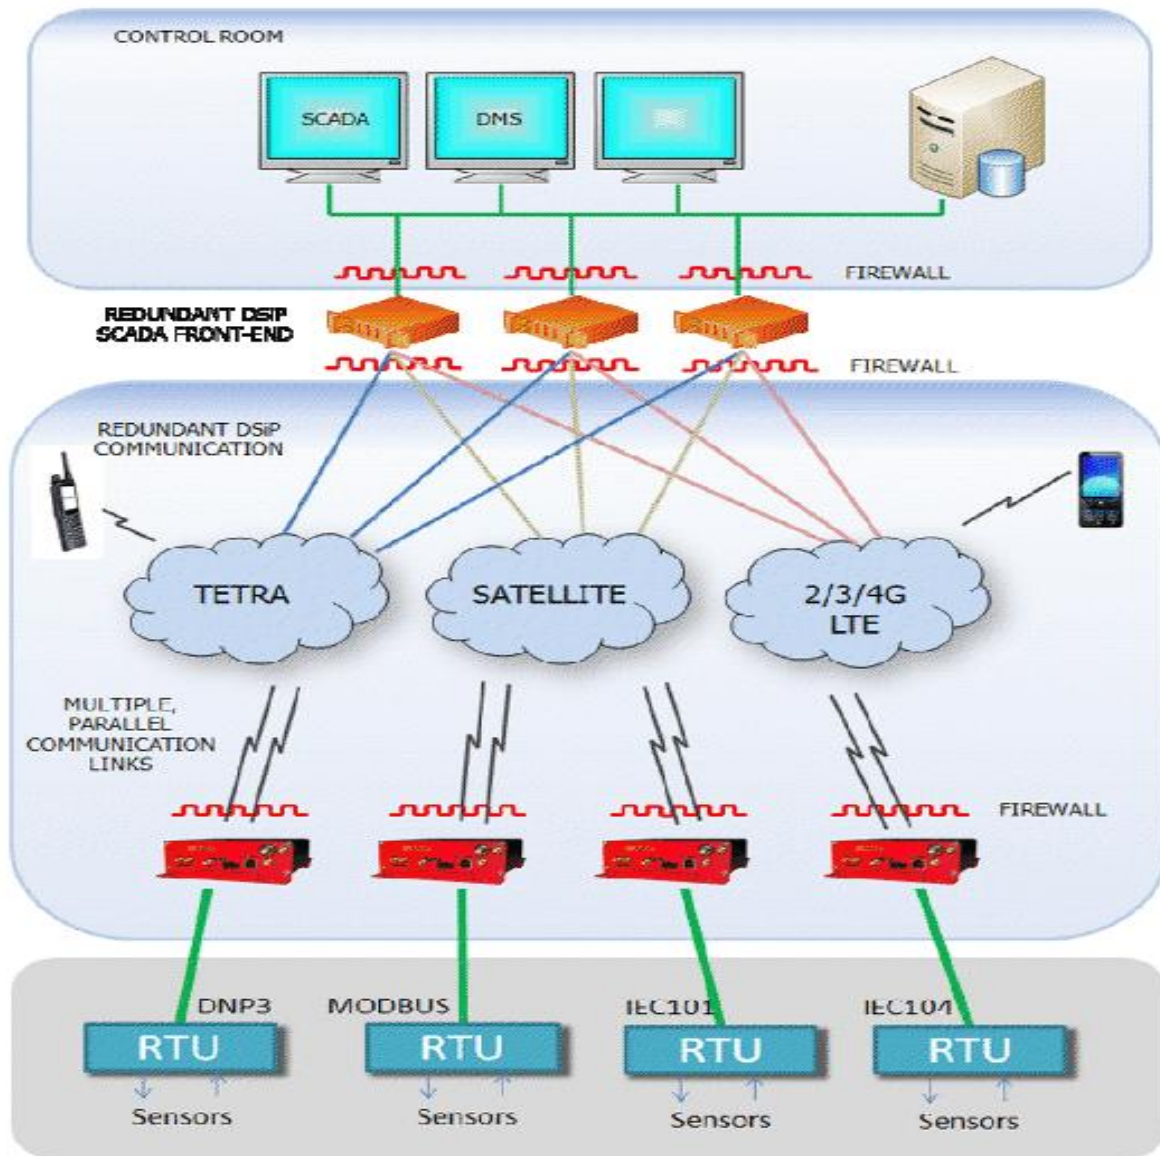 CONTROL ROOM
SCADA
DMS
FIREWALL
REDUNDANT DSiP
SCADA FRONT-END
FIREWALL
REDUNDANT DSiP
COMMUNICATION
TETRA
SATELLITE
2/3/4G
LTE
MULTIPLE,
PARALLEL
COMMUNICATION
LINKS
FIREWALL
DNP3
MODBUS
IEC101
IEC104
RTU
RTU
RTU
RTU
Sensors
Sensors
Sensors
Sensors